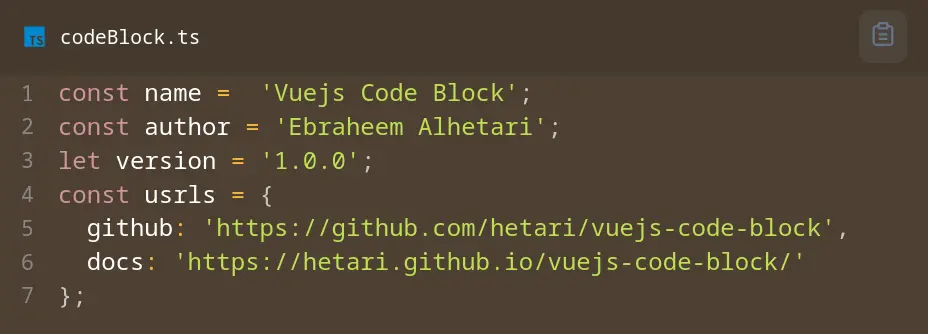 TS codeBlock.ts
1 const name =  'Vuejs Code Block';
2 const author = 'Ebraheem Alhetari';
3 let version = '1.0.0';
4 const usrls = {
5   github: 'https://github.com/hetari/vuejs-code-block',
6   docs: 'https://hetari.github.io/vuejs-code-block/'
7 };